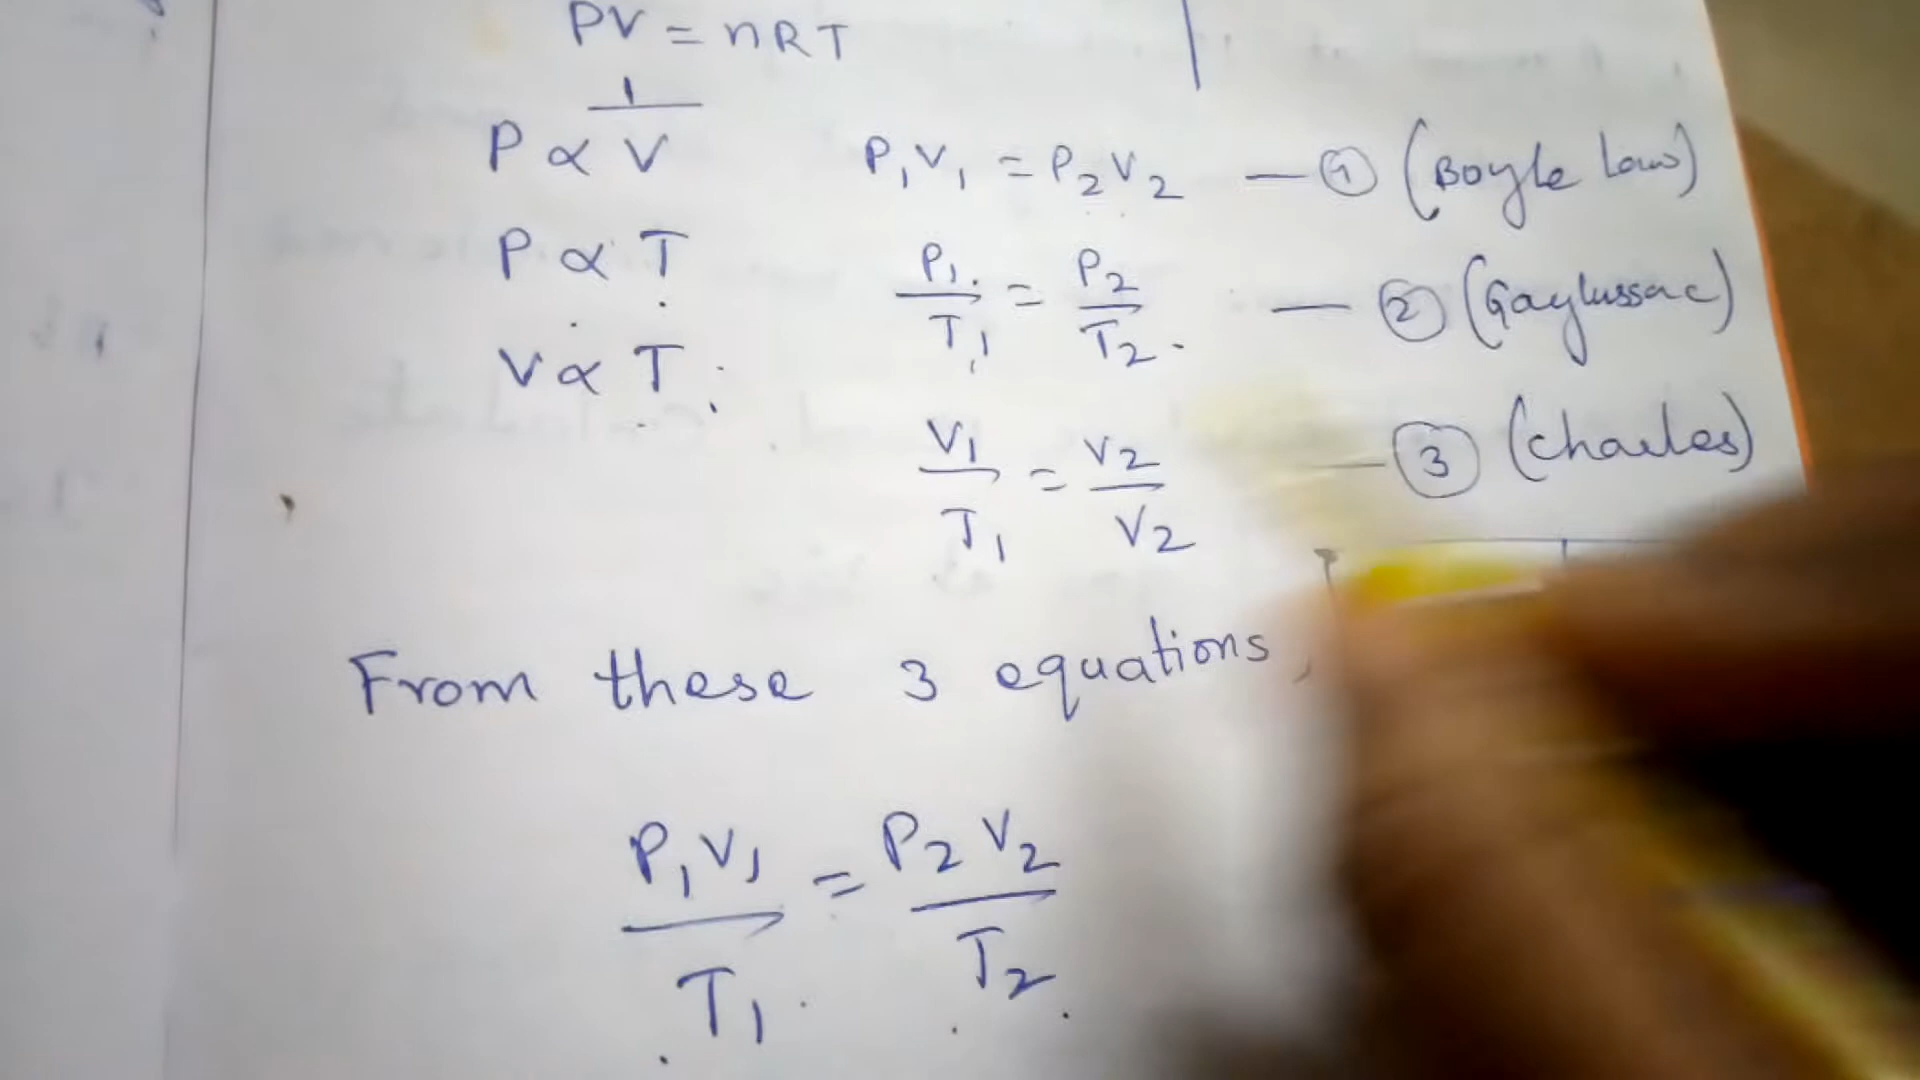 PV = nRT
P ∝ 1/V    P₁V₁ = P₂V₂ — ① (Boyle Law)
P ∝ T    P₁/T₁ = P₂/T₂ — ② (Gaylussac)
V ∝ T    V₁/T₁ = V₂/V₂ — ③ (Charles)
From these 3 equations,
P₁V₁/T₁ = P₂V₂/T₂